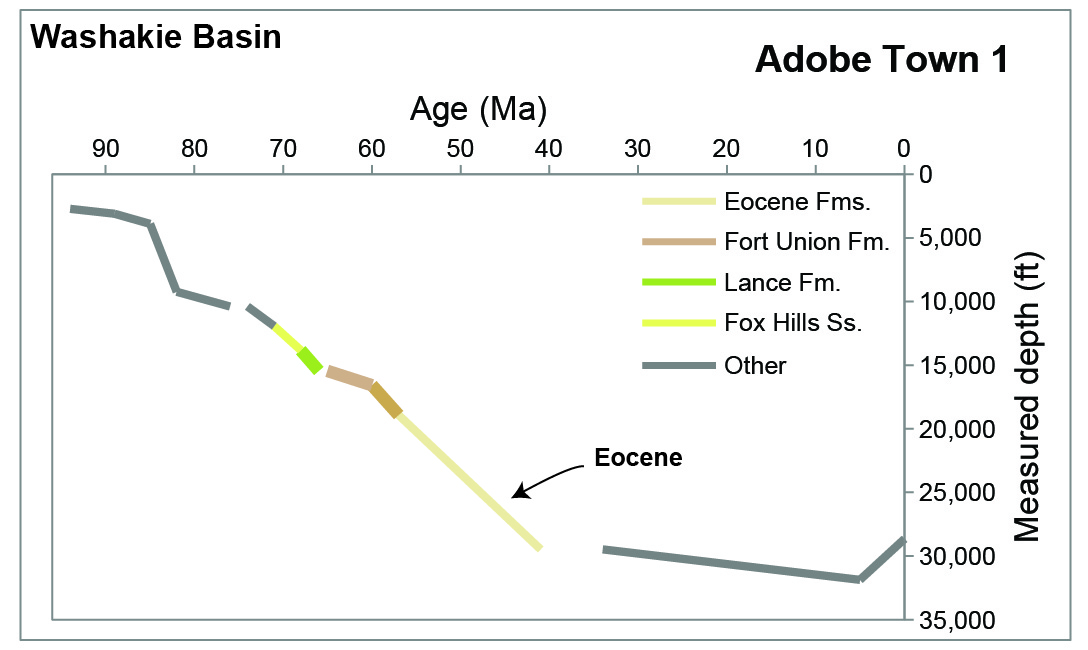 Washakie Basin
Adobe Town 1
Age (Ma)
90 80 70 60 50 40 30 20 10 0
0
5,000
10,000
15,000
20,000
25,000
30,000
35,000
Measured depth (ft)
Eocene Fms.
Fort Union Fm.
Lance Fm.
Fox Hills Ss.
Other
Eocene